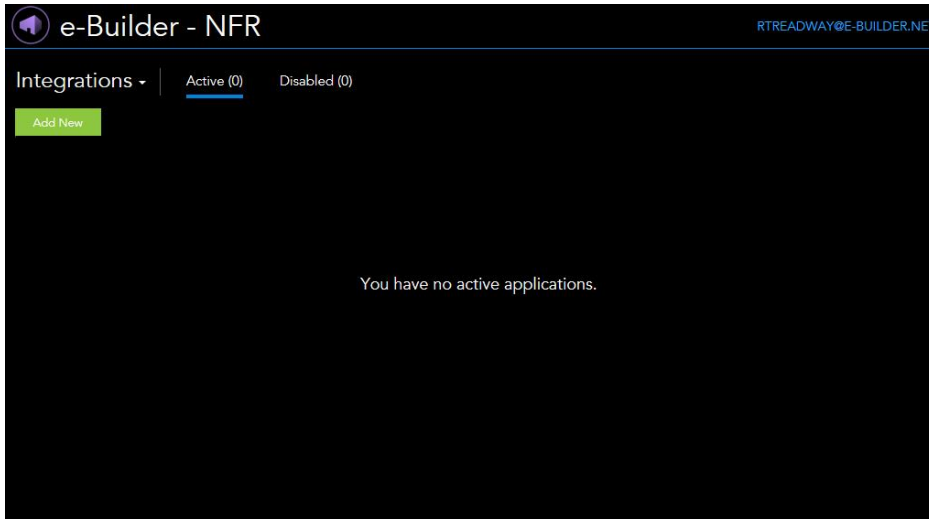 e-Builder - NFR
RTREADWAY@E-BUILDER.NE
Integrations
Active (0)
Disabled (0)
Add New
You have no active applications.